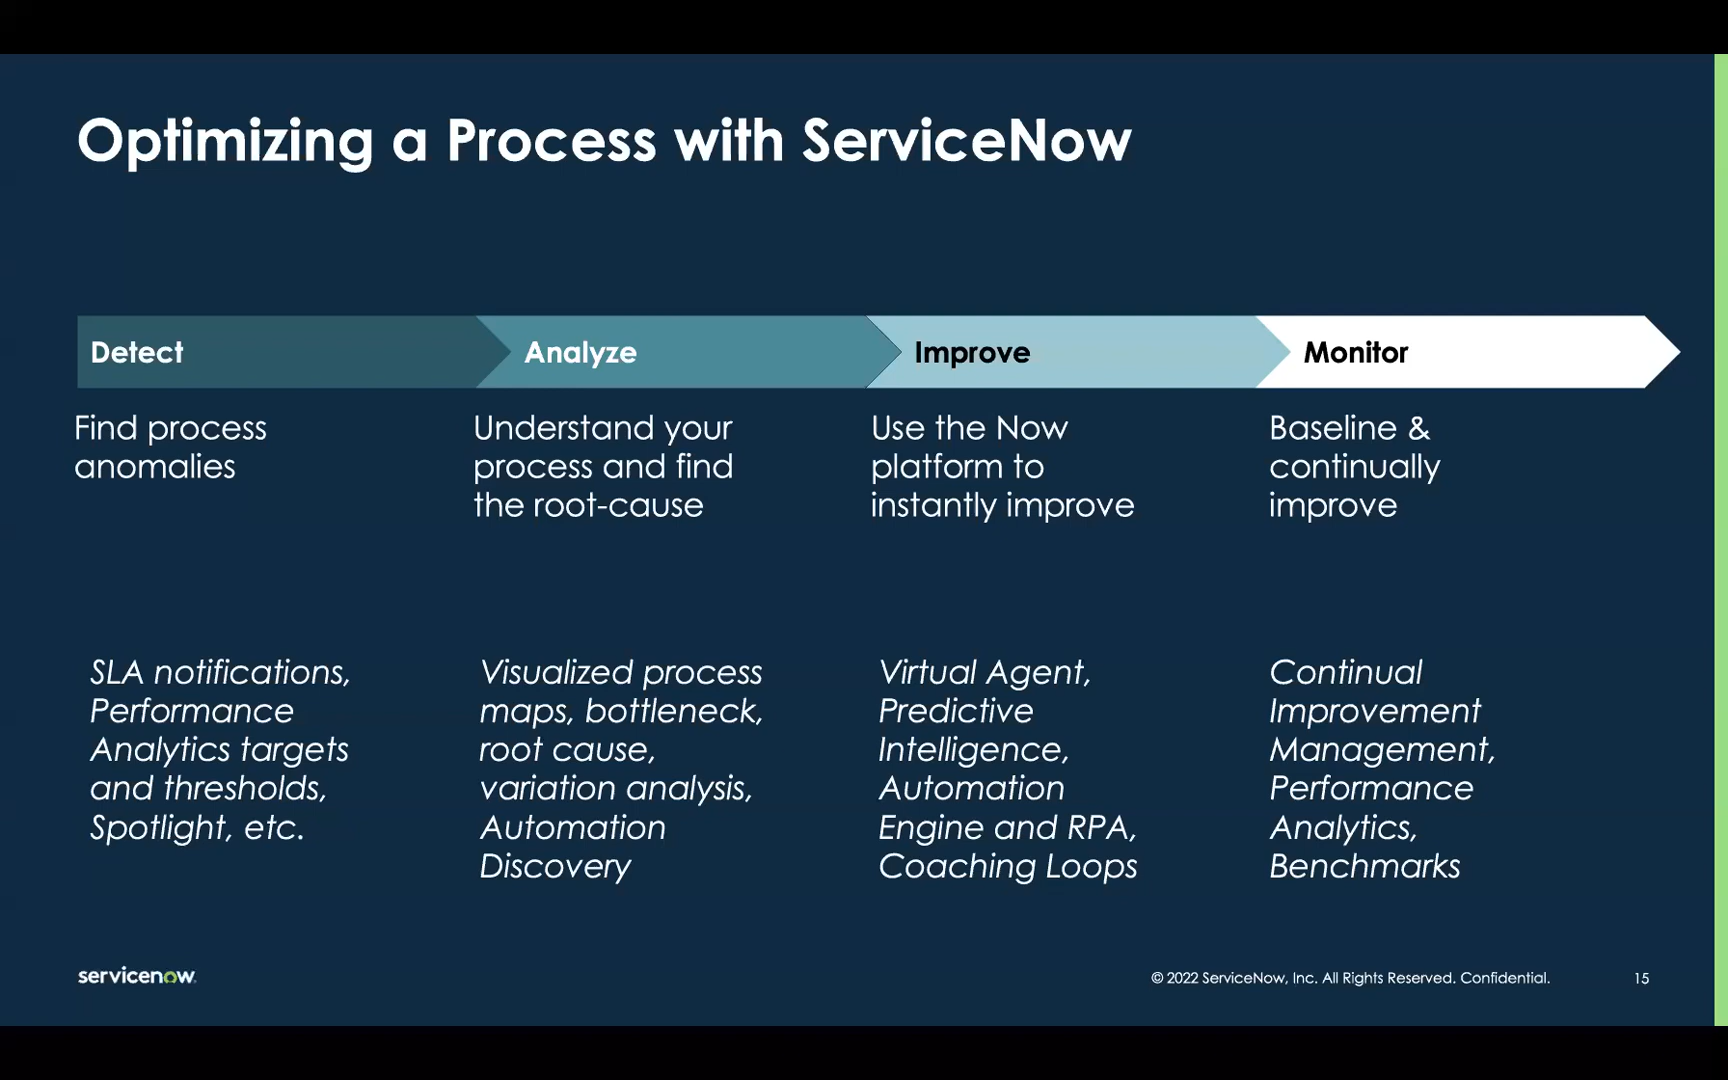 Optimizing a Process with ServiceNow
Detect
Analyze
Improve
Monitor
Find process
anomalies
Understand your
process and find
the root-cause
Use the Now
platform to
instantly improve
Baseline &
continually
improve
SLA notifications,
Performance
Analytics targets
and thresholds,
Spotlight, etc.
Visualized process
maps, bottleneck,
root cause,
variation analysis,
Automation
Discovery
Virtual Agent,
Predictive
Intelligence,
Automation
Engine and RPA,
Coaching Loops
Continual
Improvement
Management,
Performance
Analytics,
Benchmarks
servicenow
© 2022 ServiceNow, Inc. All Rights Reserved. Confidential.
15